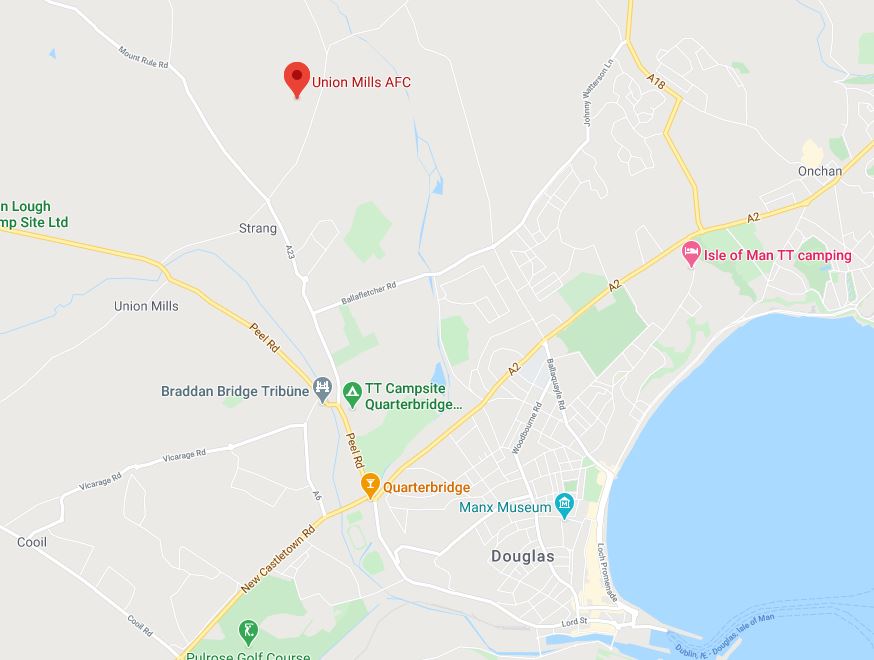 Mount Rule Rd
Union Mills AFC
Johnny Watterson Ln
A18
Onchan
n Lough
mp Site Ltd
A2
Strang
A23
Isle of Man TT camping
A2
Ballafletcher Rd
Union Mills
Peel Rd
A2
Ballaquayle Rd
Braddan Bridge Tribüne
TT Campsite
Quarterbridge...
Woodbourne Rd
Peel Rd
Vicarage Rd
Vicarage Rd
Quarterbridge
A6
Manx Museum
Cooil
New Castletown Rd
Douglas
Loch Promenade
Cooil Rd
Lord St
Dublin, IE - Douglas, Isle of Man
Pulrose Golf Course